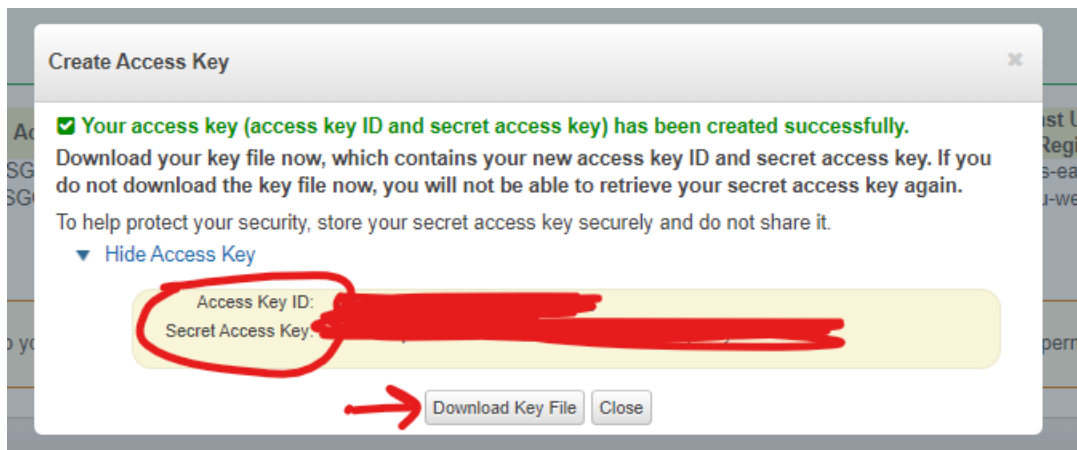 Create Access Key
Your access key (access key ID and secret access key) has been created successfully.
Download your key file now, which contains your new access key ID and secret access key. If you
do not download the key file now, you will not be able to retrieve your secret access key again.
To help protect your security, store your secret access key securely and do not share it.
Hide Access Key
Access Key ID:
Secret Access Key:
Download Key File Close